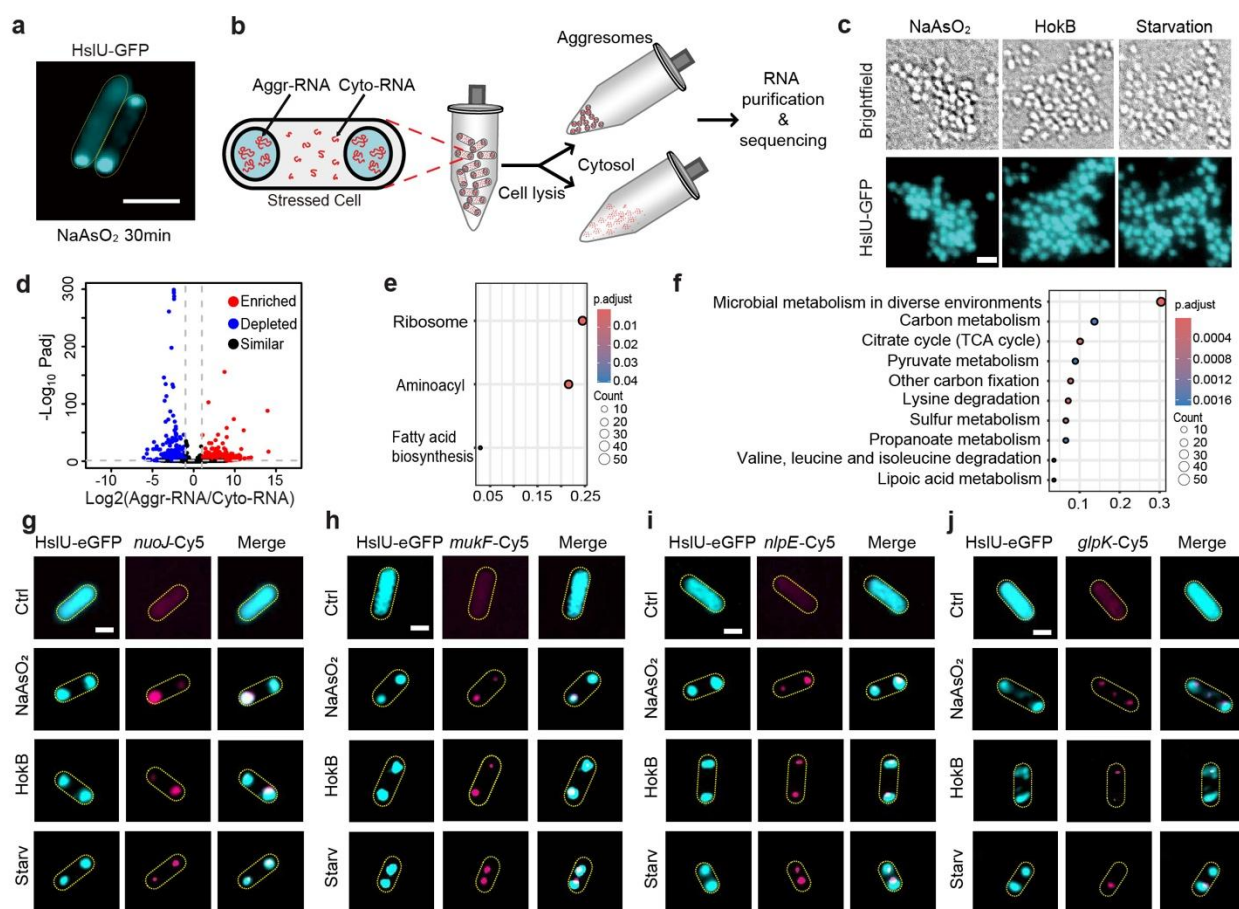 a
HslU-GFP
NaAsO₂ 30min
b
Aggr-RNA
Cyto-RNA
Stressed Cell
Cell lysis
Aggresomes
Cytosol
RNA
purification
&
sequencing
c
NaAsO₂ HokB Starvation
Brightfield
HslU-GFP
d
-Log₁₀ Padj
300
200
100
0
Enriched
Depleted
Similar
-10 -5 0 5 10 15
Log2(Aggr-RNA/Cyto-RNA)
e
Ribosome
Aminoacyl
Fatty acid
biosynthesis
0.05 0.15 0.25
p.adjust
0.01
0.02
0.03
0.04
Count
10
20
30
40
50
f
Microbial metabolism in diverse environments
Carbon metabolism
Citrate cycle (TCA cycle)
Pyruvate metabolism
Other carbon fixation
Lysine degradation
Sulfur metabolism
Propanoate metabolism
Valine, leucine and isoleucine degradation
Lipoic acid metabolism
0.1 0.2 0.3
p.adjust
0.0004
0.0008
0.0012
0.0016
Count
10
20
30
40
50
g
HslU-eGFP nuoJ-Cy5 Merge
Ctrl
NaAsO₂
HokB
Starv
h
HslU-eGFP mukF-Cy5 Merge
Ctrl
NaAsO₂
HokB
Starv
i
HslU-eGFP nlpE-Cy5 Merge
Ctrl
NaAsO₂
HokB
Starv
j
HslU-eGFP glpK-Cy5 Merge
Ctrl
NaAsO₂
HokB
Starv